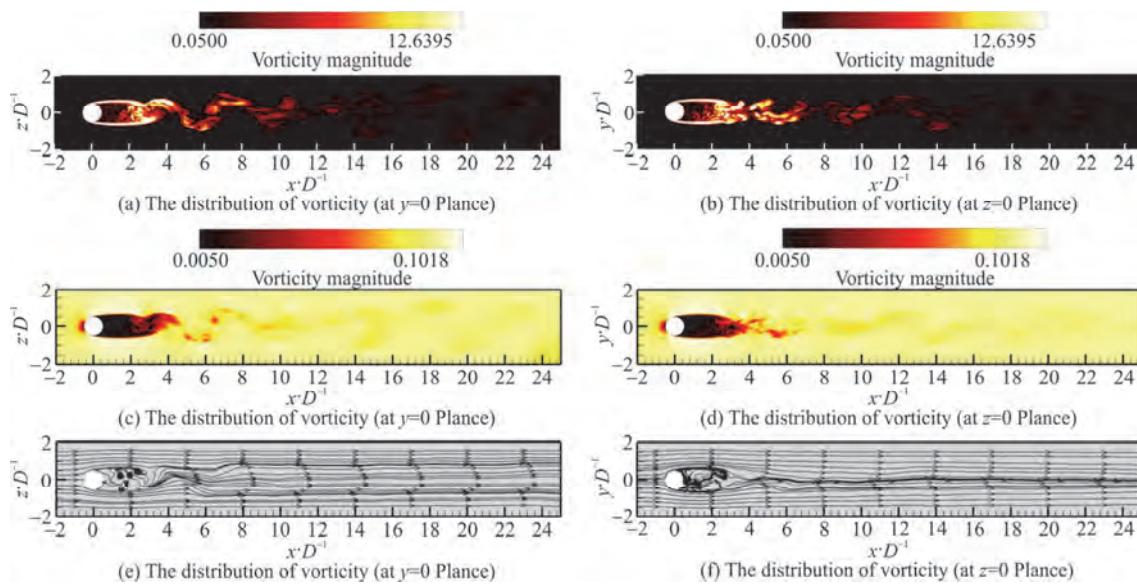 0.0500 12.6395
Vorticity magnitude
2
0
−2
z·D⁻¹
−2 0 2 4 6 8 10 12 14 16 18 20 22 24
x·D⁻¹
(a) The distribution of vorticity (at y=0 Plance)
0.0500 12.6395
Vorticity magnitude
2
0
−2
y·D⁻¹
−2 0 2 4 6 8 10 12 14 16 18 20 22 24
x·D⁻¹
(b) The distribution of vorticity (at z=0 Plance)
0.0050 0.1018
Vorticity magnitude
2
0
−2
z·D⁻¹
−2 0 2 4 6 8 10 12 14 16 18 20 22 24
x·D⁻¹
(c) The distribution of vorticity (at y=0 Plance)
0.0050 0.1018
Vorticity magnitude
2
0
−2
y·D⁻¹
−2 0 2 4 6 8 10 12 14 16 18 20 22 24
x·D⁻¹
(d) The distribution of vorticity (at z=0 Plance)
2
0
−2
z·D⁻¹
−2 0 2 4 6 8 10 12 14 16 18 20 22 24
x·D⁻¹
(e) The distribution of vorticity (at y=0 Plance)
2
0
−2
y·D⁻¹
−2 0 2 4 6 8 10 12 14 16 18 20 22 24
x·D⁻¹
(f) The distribution of vorticity (at z=0 Plance)